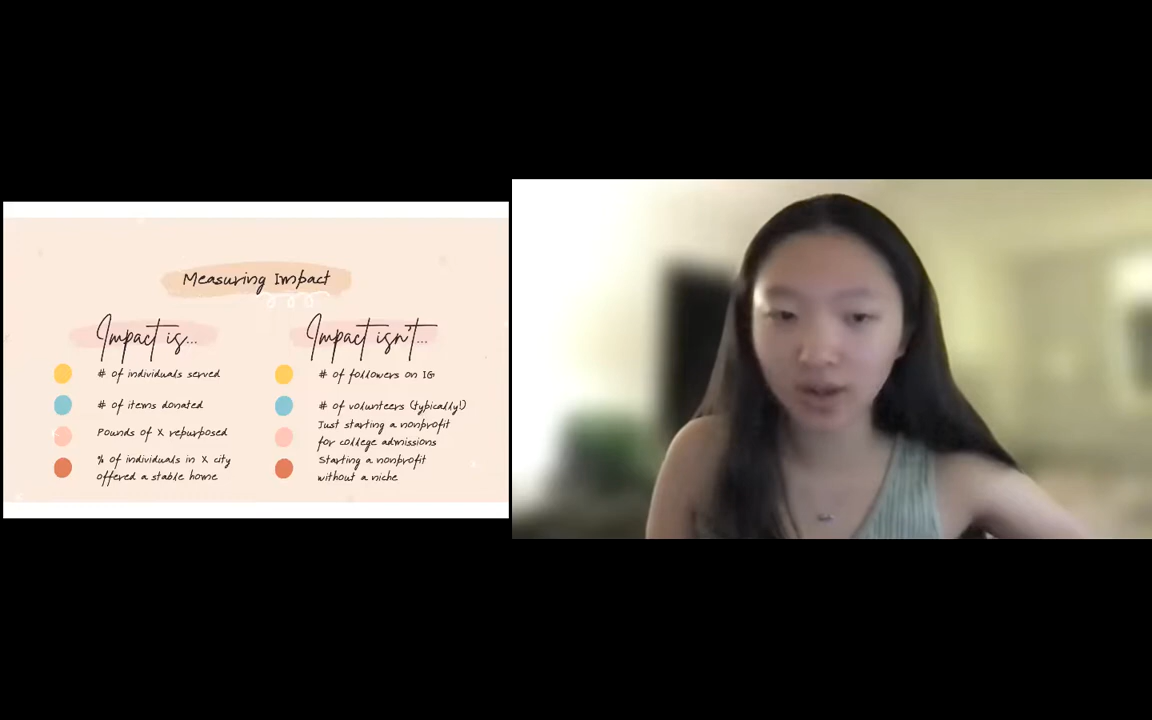 Measuring Impact
Impact is...
# of individuals served
# of items donated
Pounds of X repurposed
% of individuals in X city
offered a stable home
Impact isn't...
# of followers on IG
# of volunteers (typically!)
Just starting a nonprofit
for college admissions
Starting a nonprofit
without a niche